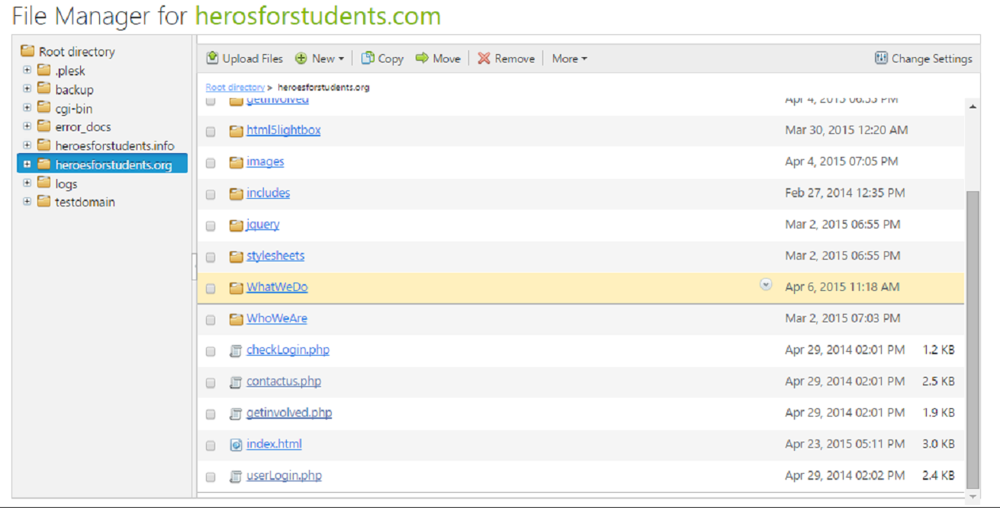 File Manager for herosforstudents.com
Root directory
.plesk
backup
cgi-bin
error_docs
heroesforstudents.info
heroesforstudents.org
logs
testdomain
Upload Files New Copy Move Remove More Change Settings
Root directory > heroesforstudents.org
getinvolved Apr 4, 2015 06:53 PM
html5lightbox Mar 30, 2015 12:20 AM
images Apr 4, 2015 07:05 PM
includes Feb 27, 2014 12:35 PM
jquery Mar 2, 2015 06:55 PM
stylesheets Mar 2, 2015 06:55 PM
WhatWeDo Apr 6, 2015 11:18 AM
WhoWeAre Mar 2, 2015 07:03 PM
checkLogin.php Apr 29, 2014 02:01 PM 1.2 KB
contactus.php Apr 29, 2014 02:01 PM 2.5 KB
getinvolved.php Apr 29, 2014 02:01 PM 1.9 KB
index.html Apr 23, 2015 05:11 PM 3.0 KB
userLogin.php Apr 29, 2014 02:02 PM 2.4 KB